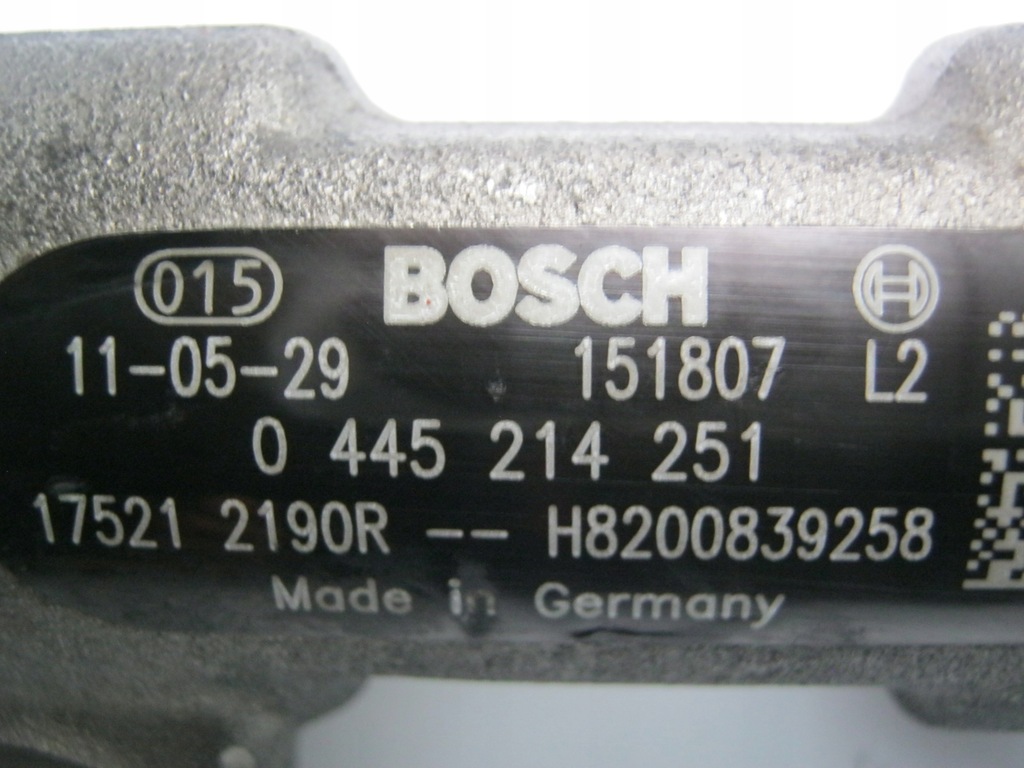 015 BOSCH
11-05-29 151807 L2
0 445 214 251
17521 2190R -- H8200839258
Made in Germany